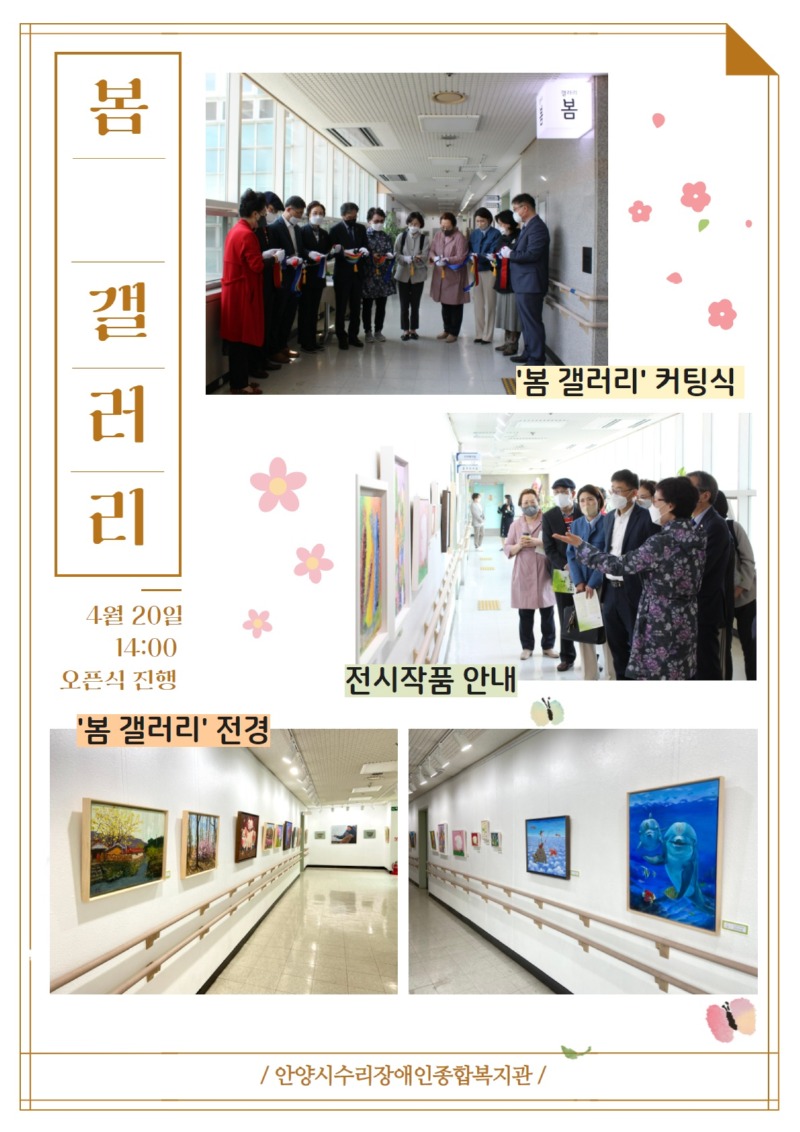 봄 갤러리
갤러리
봄
'봄 갤러리' 커팅식
전시작품 안내
4월 20일
14:00
오픈식 진행
'봄 갤러리' 전경
/ 안양시수리장애인종합복지관 /